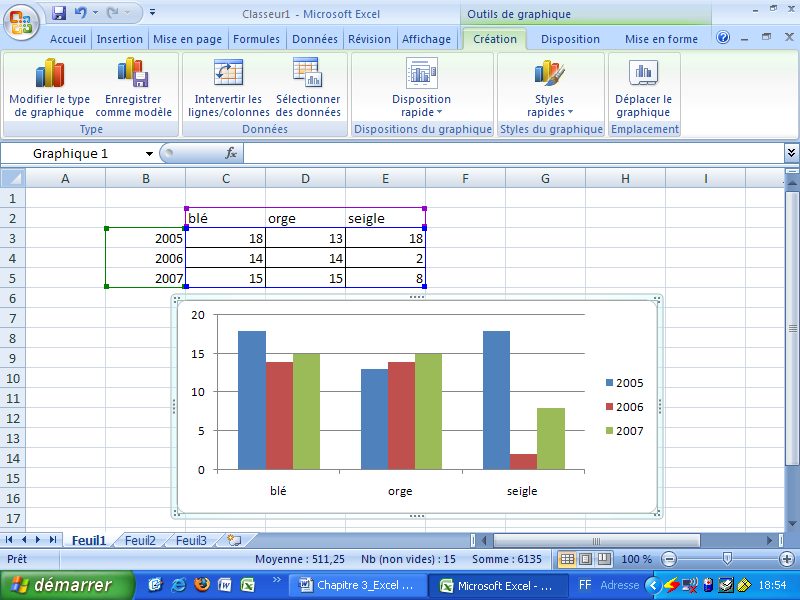 Classeur1 - Microsoft Excel
Outils de graphique
Accueil Insertion Mise en page Formules Données Révision Affichage Création Disposition Mise en forme
Modifier le type de graphique
Enregistrer comme modèle
Type
Intervertir les lignes/colonnes
Sélectionner des données
Données
Disposition rapide
Dispositions du graphique
Styles rapides
Styles du graphique
Déplacer le graphique
Emplacement
Graphique 1 fx
A B C D E F G H I
1
2 blé orge seigle
3 2005 18 13 18
4 2006 14 14 2
5 2007 15 15 8
6
7
8
9
10
11
12
13
14
15
16
17
20
15
10
5
0
blé orge seigle
2005
2006
2007
Feuil1 Feuil2 Feuil3
Prêt Moyenne : 511,25 Nb (non vides) : 15 Somme : 6135 100 %
démarrer Chapitre 3_Excel ... Microsoft Excel - ... FF Adresse 18:54